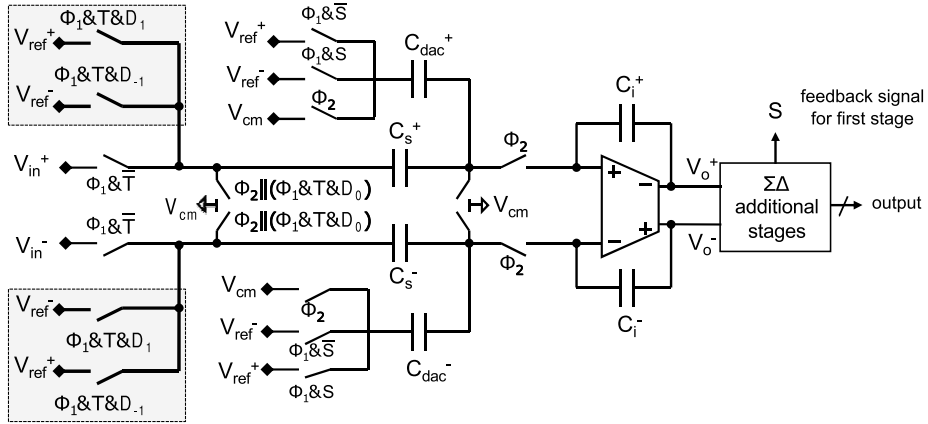 Φ₁&T&D₁
Vref⁺
Φ₁&T&D₋₁
Vref⁻
Vref⁺
Φ₁&S̅
Φ₁&S
Vref⁻
Vcm
Φ₂
Cdac⁺
Cs⁺
Ci⁺
Vin⁺
Φ₁&T̅
Φ₂||(Φ₁&T&D₀)
Vcm
Φ₂||(Φ₁&T&D₀)
Vcm
Φ₂
+
−
−
+
Vo⁺
Vo⁻
S
feedback signal
for first stage
ΣΔ
additional
stages
output
Φ₁&T̅
Vin⁻
Cs⁻
Φ₂
Ci⁻
Vref⁻
Φ₁&T&D₁
Vref⁺
Φ₁&T&D₋₁
Vcm
Φ₂
Vref⁻
Φ₁&S̅
Vref⁺
Φ₁&S
Cdac⁻